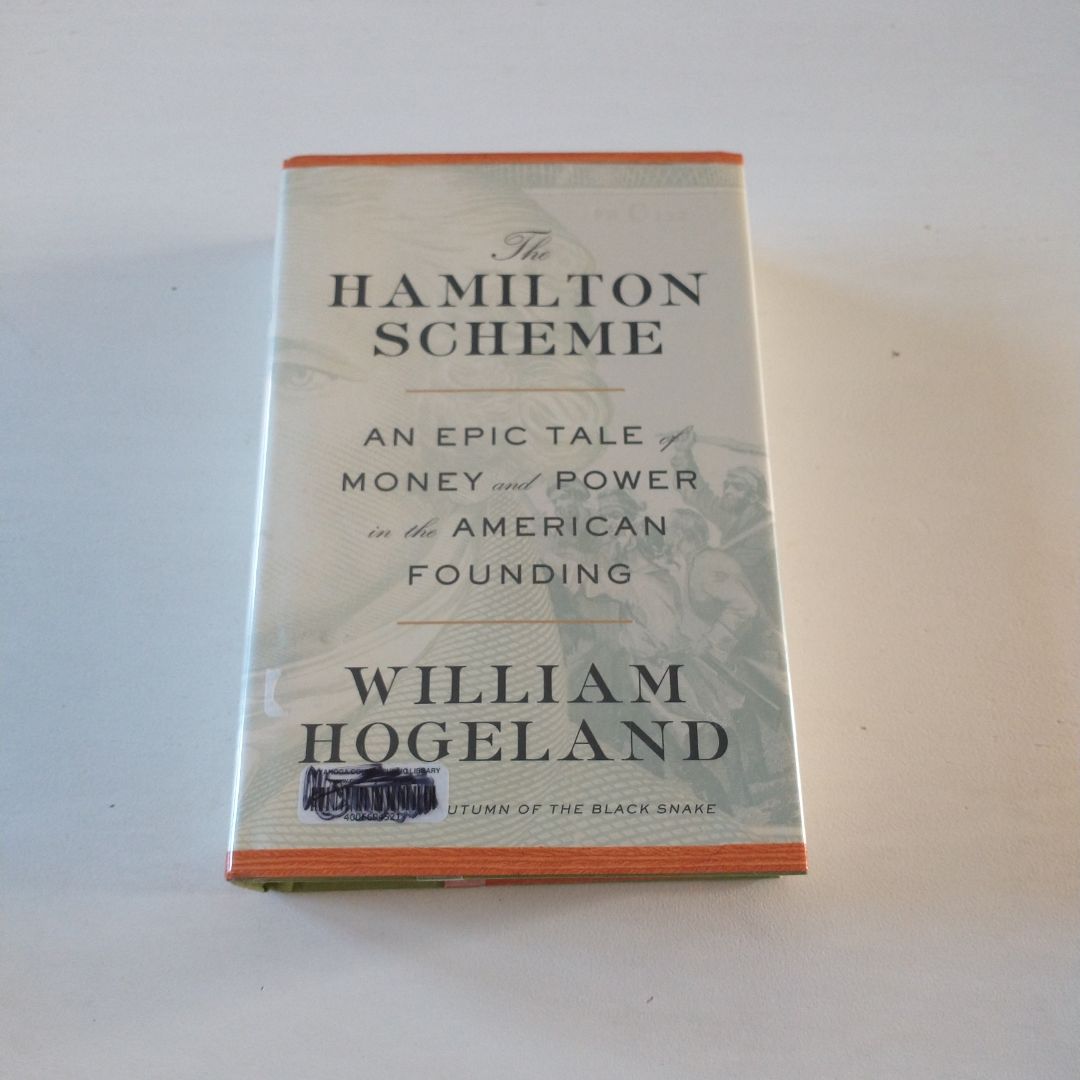 The
HAMILTON
SCHEME
AN EPIC TALE of
MONEY and POWER
in the AMERICAN
FOUNDING
WILLIAM
HOGELAND
LIBRARY
UTUMN OF THE BLACK SNAKE